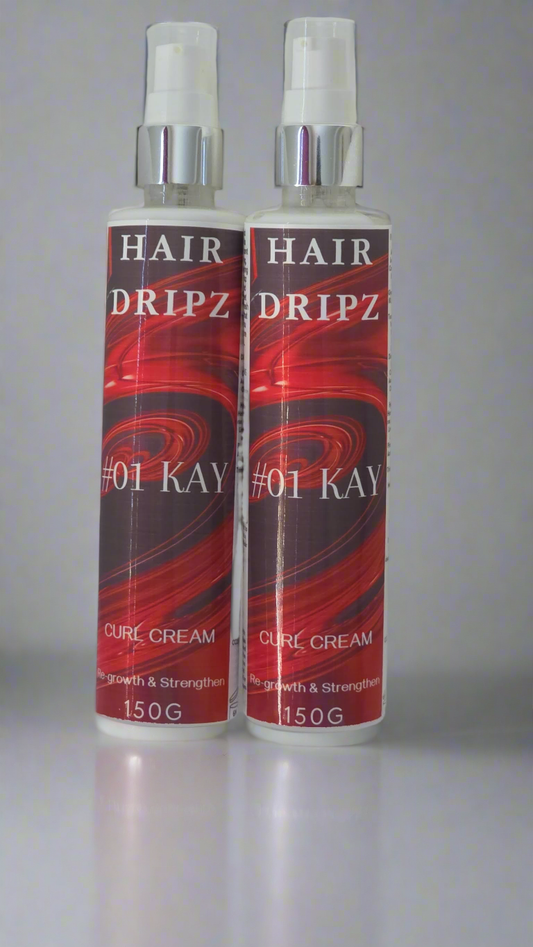 HAIR
DRIPZ
#01 KAY
CURL CREAM
Re-growth & Strengthen
150G
HAIR
DRIPZ
#01 KAY
CURL CREAM
Re-growth & Strengthen
150G